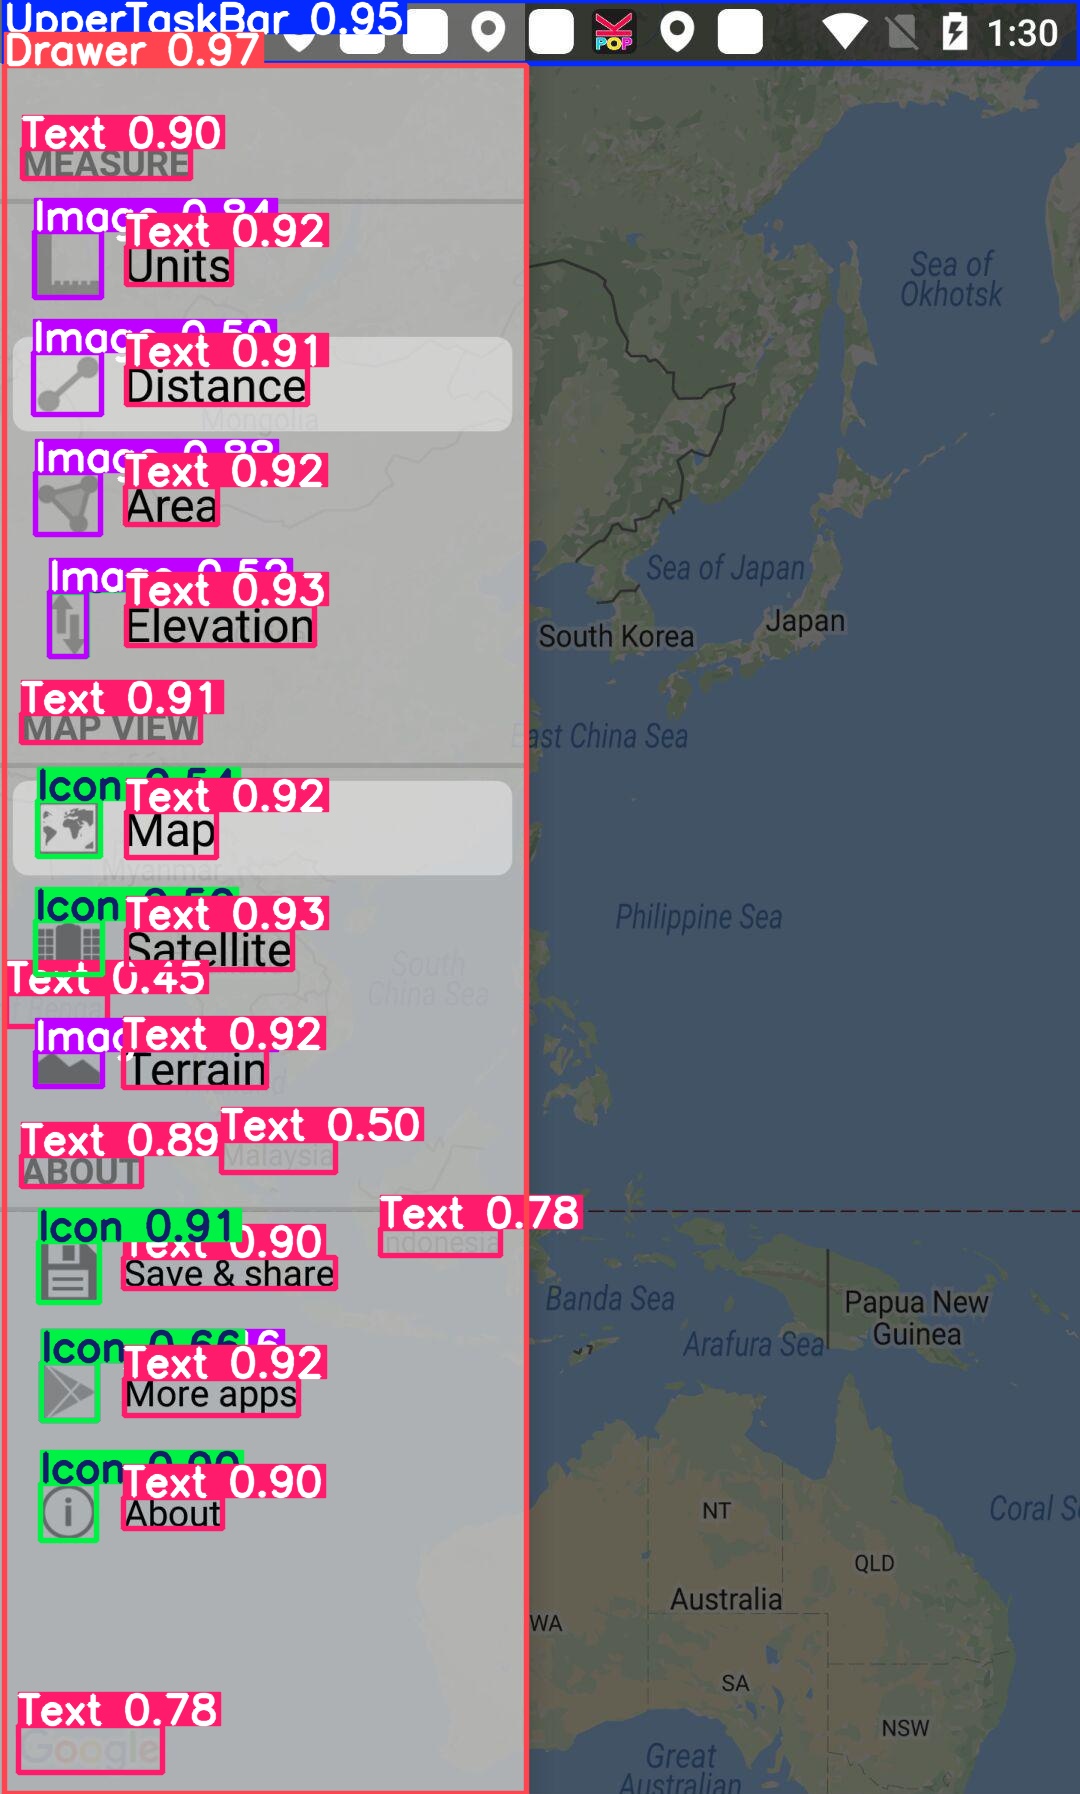 UpperTaskBar 0.95
1:30
Drawer 0.97
Text 0.90
MEASURE
Image 0.84
Text 0.92
Units
Sea of
Okhotsk
Image 0.50
Text 0.91
Distance
Mongolia
Image 0.88
Text 0.92
Area
Image 0.52
Text 0.93
Elevation
Sea of Japan
Japan
South Korea
Text 0.91
MAP VIEW
East China Sea
Icon 0.54
Text 0.92
Map
Myanmar
Icon
Text 0.93
Satellite
Philippine Sea
South
China Sea
Text 0.45
Text 0.92
Terrain
Text 0.89
ABOUT
Text 0.50
Malaysia
Text 0.78
Indonesia
Icon 0.91
Text 0.90
Save & share
Banda Sea
Arafura Sea
Papua New
Guinea
Icon 0.66
Text 0.92
More apps
Icon
Text 0.90
About
Coral
NT
QLD
Australia
WA
SA
NSW
Great
Australian
Text 0.78
Google
K
POP